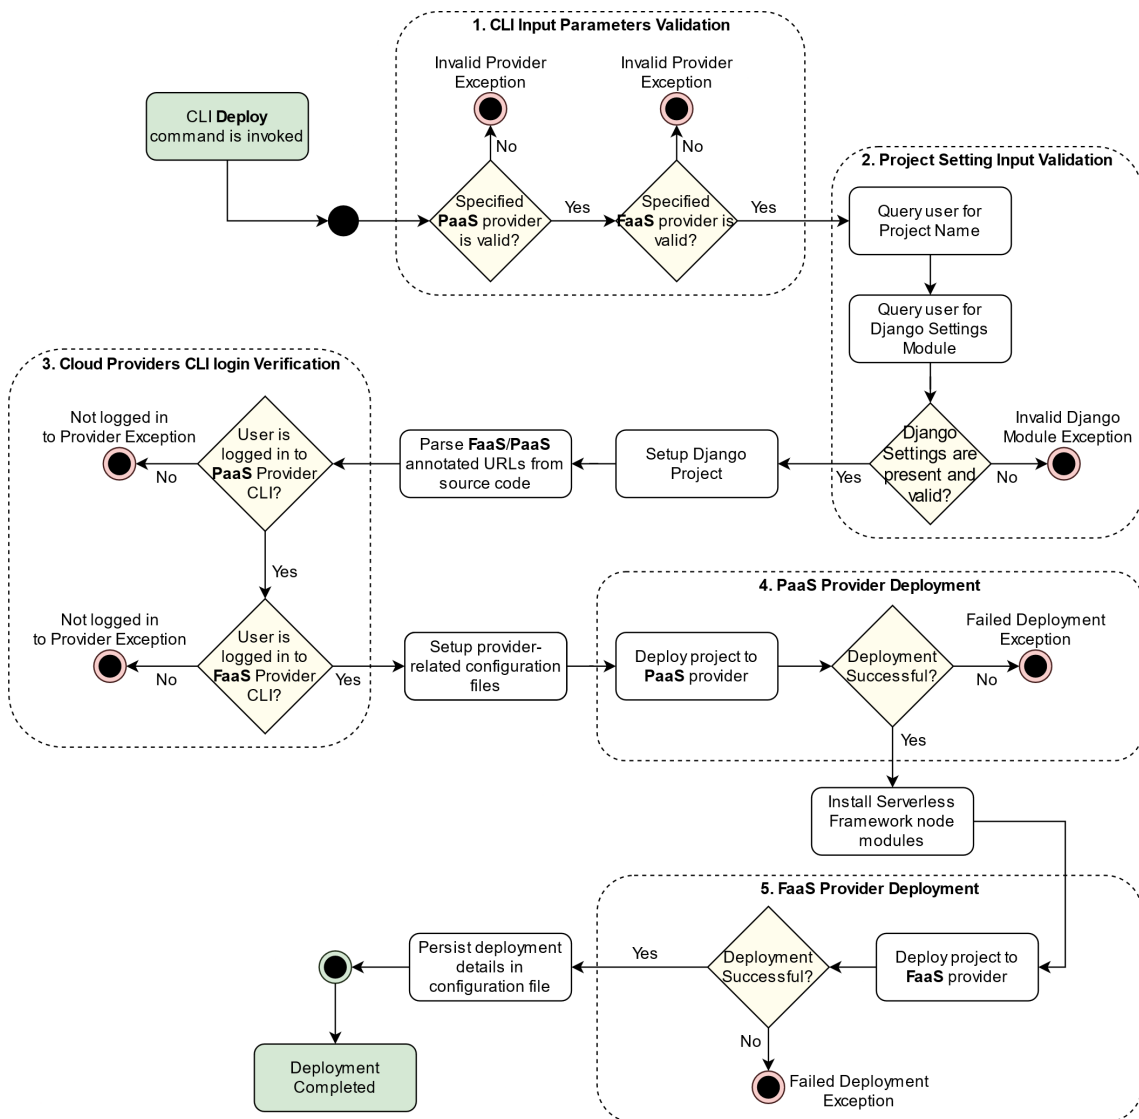 1. CLI Input Parameters Validation
Invalid Provider
Exception
Invalid Provider
Exception
CLI Deploy
command is invoked
No
No
Specified
PaaS provider
is valid?
Yes
Specified
FaaS provider is
valid?
Yes
2. Project Setting Input Validation
Query user for
Project Name
Query user for
Django Settings
Module
Django
Settings are
present and
valid?
Invalid Django
Module Exception
No
Yes
Setup Django
Project
Parse FaaS/PaaS
annotated URLs from
source code
3. Cloud Providers CLI login Verification
User is
logged in to
PaaS Provider
CLI?
Not logged in
to Provider Exception
No
Yes
User is
logged in to
FaaS Provider
CLI?
Not logged in
to Provider Exception
No
Yes
Setup provider-
related configuration
files
4. PaaS Provider Deployment
Deploy project to
PaaS provider
Deployment
Successful?
Failed Deployment
Exception
No
Yes
Install Serverless
Framework node
modules
5. FaaS Provider Deployment
Deploy project to
FaaS provider
Deployment
Successful?
No
Failed Deployment
Exception
Yes
Persist deployment
details in
configuration file
Deployment
Completed